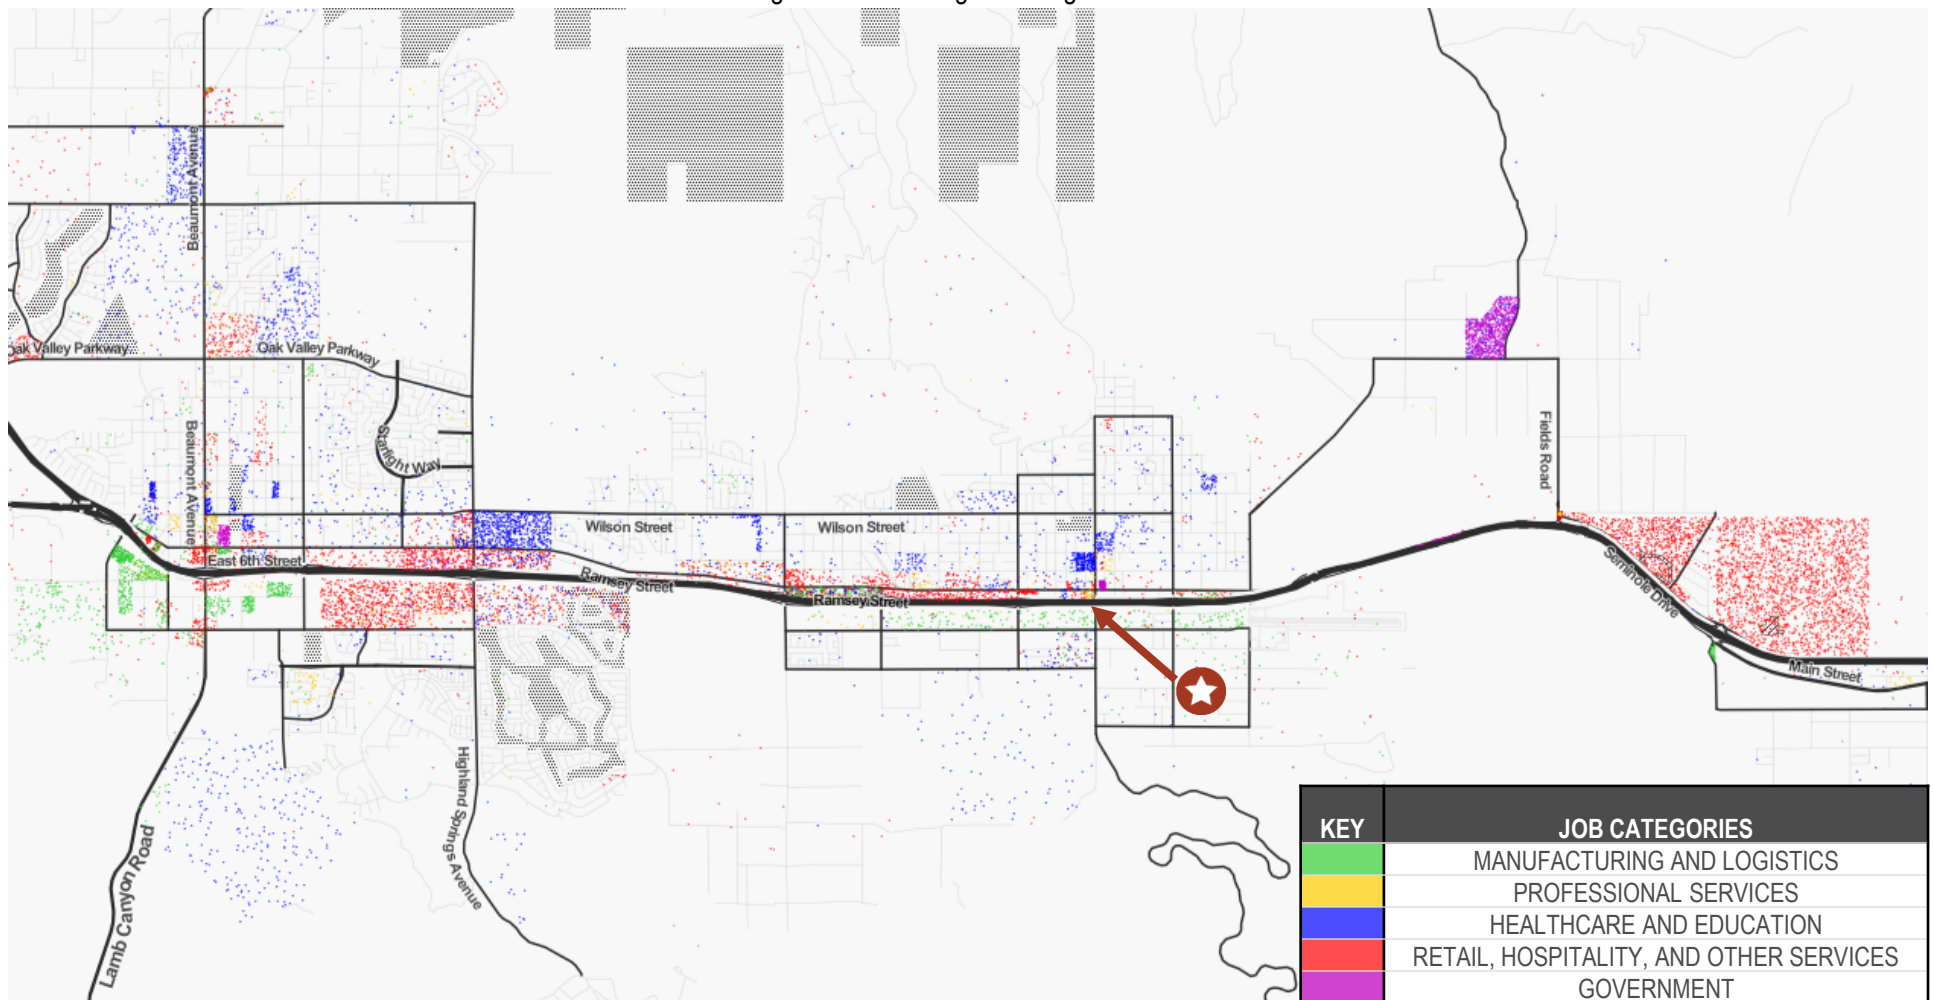 Beaumont Avenue
oak Valley Parkway
Oak Valley Parkway
Beaumont Avenue
Starlight Way
Fields Road
Wilson Street
Wilson Street
East 6th Street
Ramsey Street
Ramsey Street
Seminole Drive
Main Street
Highland Springs Avenue
Lamb Canyon Road
KEY JOB CATEGORIES
MANUFACTURING AND LOGISTICS
PROFESSIONAL SERVICES
HEALTHCARE AND EDUCATION
RETAIL, HOSPITALITY, AND OTHER SERVICES
GOVERNMENT